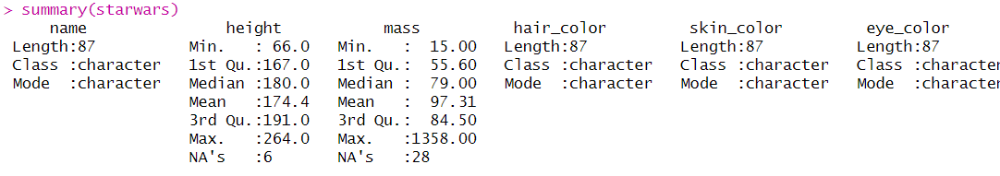 > summary(starwars)
     name               height           mass          hair_color         skin_color         eye_color
 Length:87          Min.   : 66.0   Min.   :  15.00   Length:87          Length:87          Length:87
 Class :character   1st Qu.:167.0   1st Qu.:  55.60   Class :character   Class :character   Class :character
 Mode  :character   Median :180.0   Median :  79.00   Mode  :character   Mode  :character   Mode  :character
                    Mean   :174.4   Mean   :  97.31
                    3rd Qu.:191.0   3rd Qu.:  84.50
                    Max.   :264.0   Max.   :1358.00
                    NA's   :6       NA's   :28